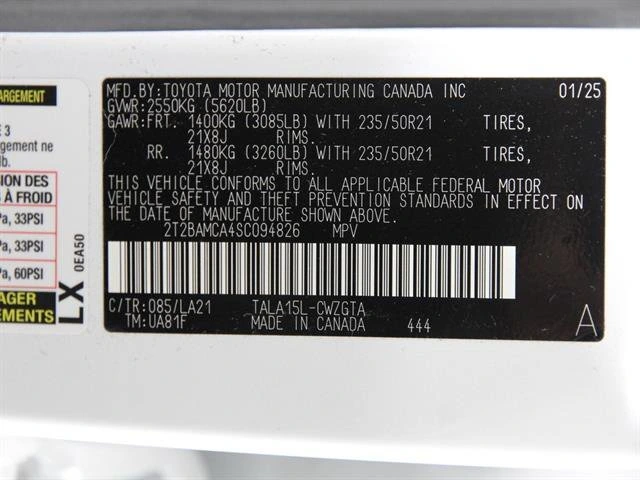 ARGEMENT
E 3
rgement ne
lb.
SION DES
À FROID
Pa, 33PSI
Pa, 33PSI
Pa, 60PSI
AGER
EMENTS
LX 0EA50
MFD.BY:TOYOTA MOTOR MANUFACTURING CANADA INC 01/25
GVWR:2550KG (5620LB)
GAWR:FRT. 1400KG (3085LB) WITH 235/50R21 TIRES,
21X8J RIMS.
RR. 1480KG (3260LB) WITH 235/50R21 TIRES,
21X8J RIMS.
THIS VEHICLE CONFORMS TO ALL APPLICABLE FEDERAL MOTOR
VEHICLE SAFETY AND THEFT PREVENTION STANDARDS IN EFFECT ON
THE DATE OF MANUFACTURE SHOWN ABOVE.
2T2BAMCA4SC094826 MPV
C/TR:085/LA21 TALA15L-CWZGTA
TM:UA81F MADE IN CANADA 444 A